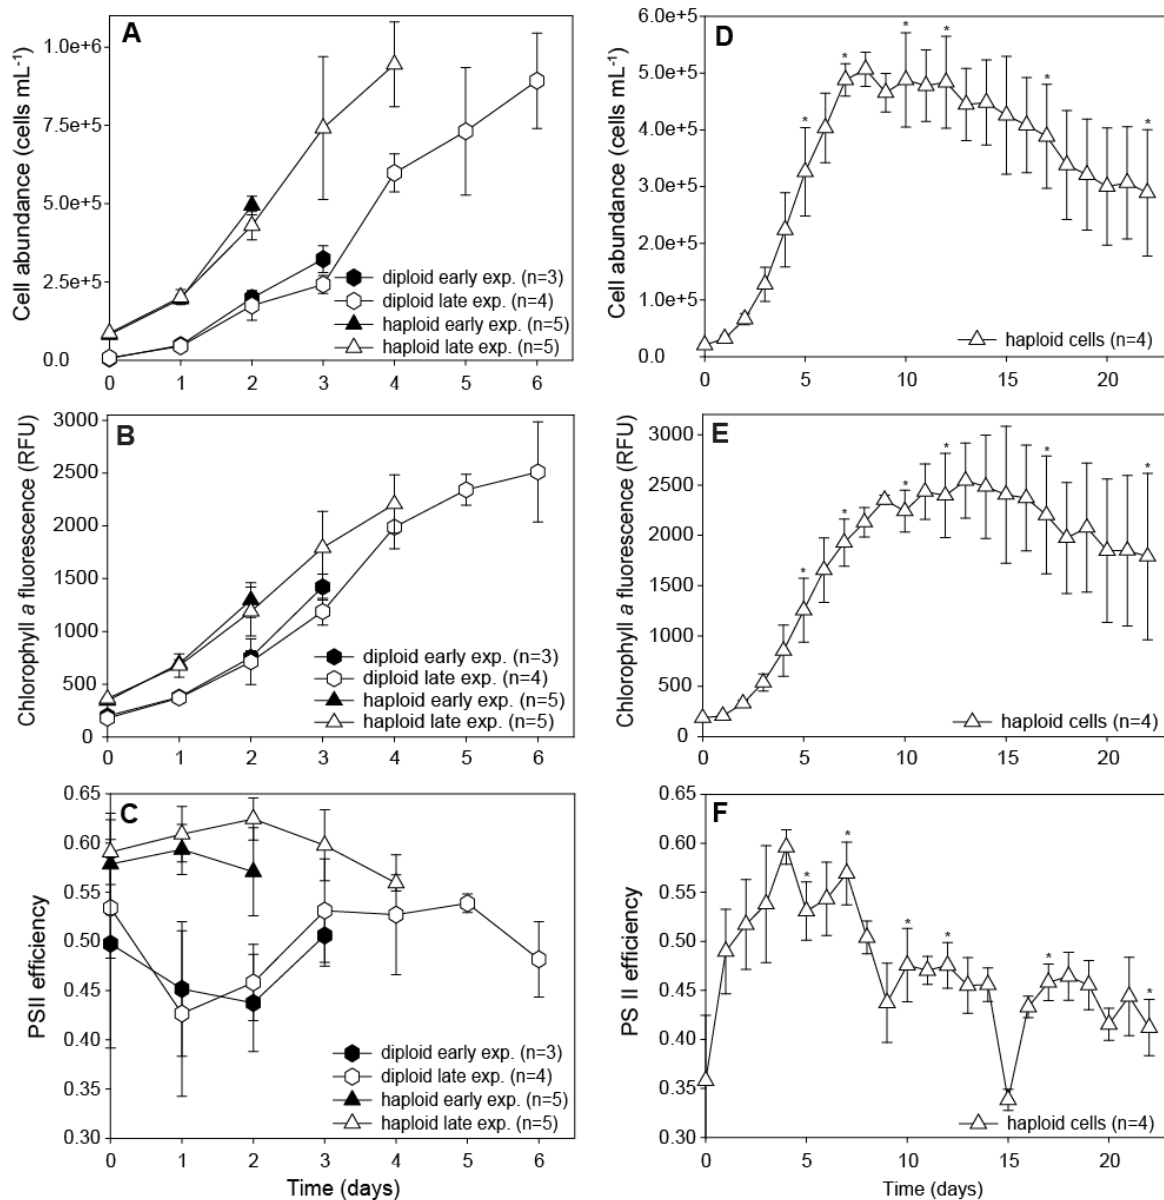 A
Cell abundance (cells mL⁻¹)
1.0e+6
7.5e+5
5.0e+5
2.5e+5
0.0
diploid early exp. (n=3)
diploid late exp. (n=4)
haploid early exp. (n=5)
haploid late exp. (n=5)
0 1 2 3 4 5 6
D
Cell abundance (cells mL⁻¹)
6.0e+5
5.0e+5
4.0e+5
3.0e+5
2.0e+5
1.0e+5
0.0
* * * * * *
haploid cells (n=4)
0 5 10 15 20
B
Chlorophyll a fluorescence (RFU)
3000
2500
2000
1500
1000
500
0
diploid early exp. (n=3)
diploid late exp. (n=4)
haploid early exp. (n=5)
haploid late exp. (n=5)
0 1 2 3 4 5 6
E
Chlorophyll a fluorescence (RFU)
3000
2500
2000
1500
1000
500
0
* * * * * *
haploid cells (n=4)
0 5 10 15 20
C
PSII efficiency
0.65
0.60
0.55
0.50
0.45
0.40
0.35
0.30
diploid early exp. (n=3)
diploid late exp. (n=4)
haploid early exp. (n=5)
haploid late exp. (n=5)
0 1 2 3 4 5 6
Time (days)
F
PS II efficiency
0.65
0.60
0.55
0.50
0.45
0.40
0.35
0.30
* * * * * *
haploid cells (n=4)
0 5 10 15 20
Time (days)